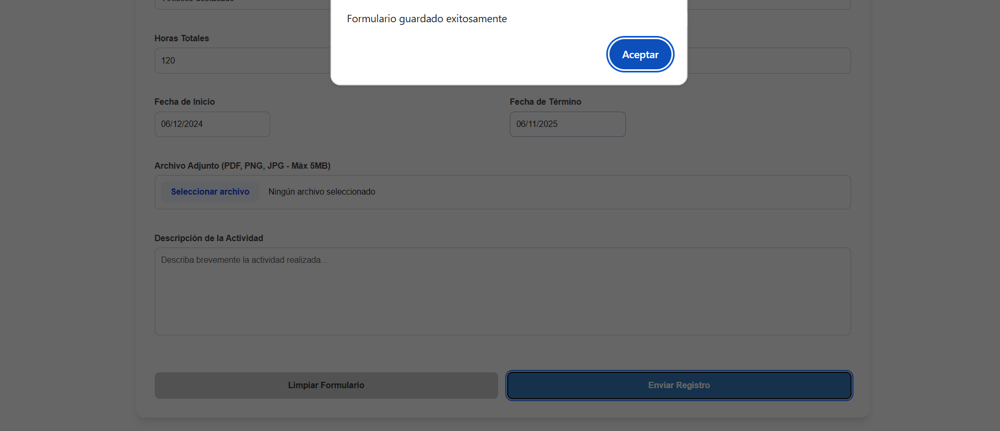 Formulario guardado exitosamente
Aceptar
Horas Totales
120
Fecha de Inicio
Fecha de Término
06/12/2024
06/11/2025
Archivo Adjunto (PDF, PNG, JPG - Máx 5MB)
Seleccionar archivo Ningún archivo seleccionado
Descripción de la Actividad
Describa brevemente la actividad realizada...
Limpiar Formulario
Enviar Registro